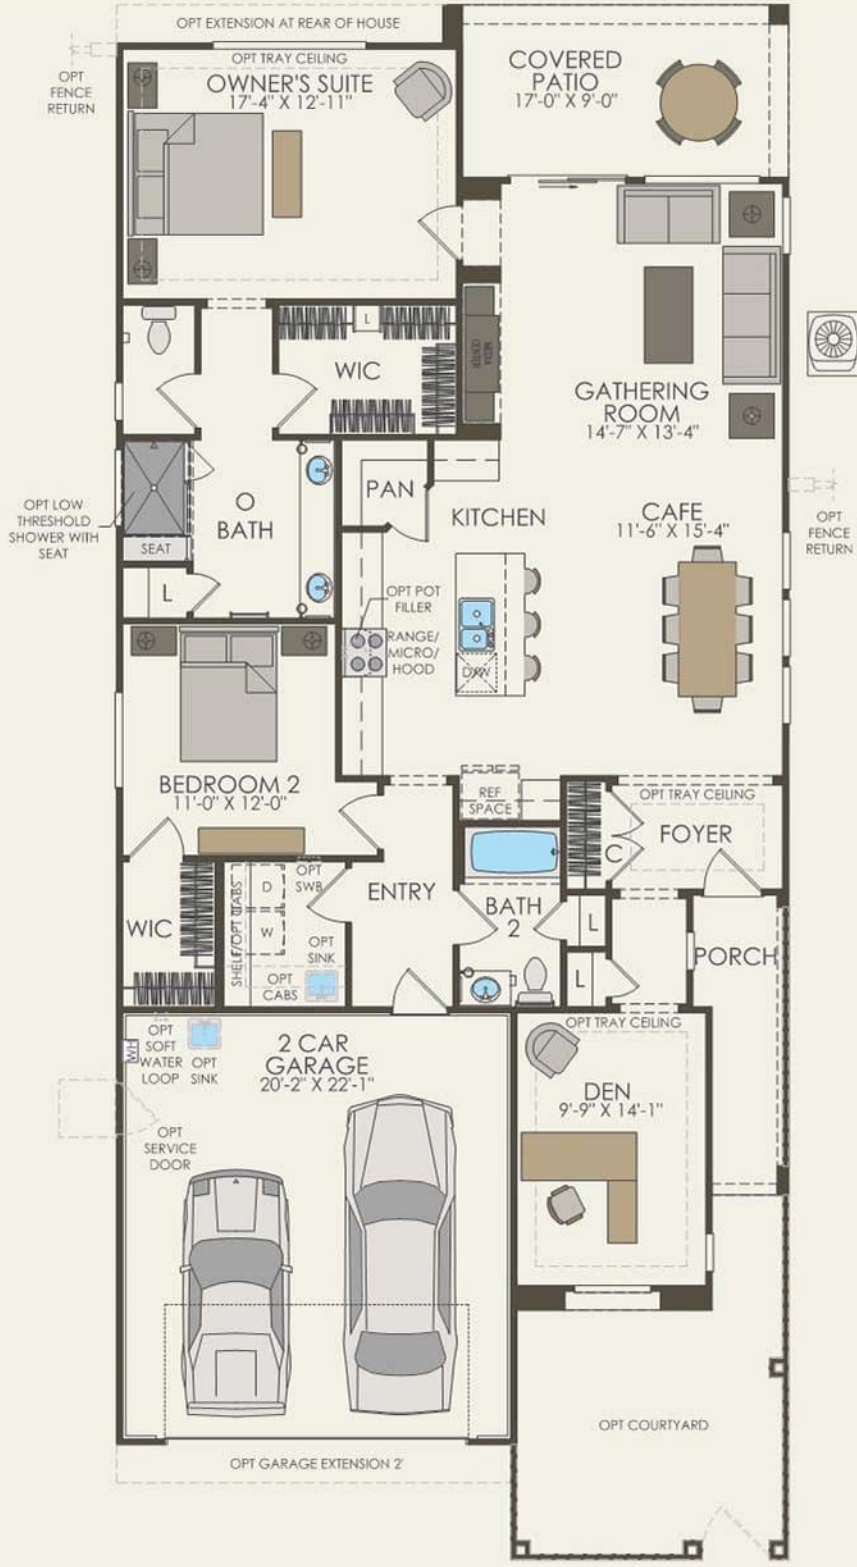 OPT EXTENSION AT REAR OF HOUSE
OPT
FENCE
RETURN
OPT TRAY CEILING
OWNER'S SUITE
17'-4" X 12'-11"
COVERED
PATIO
17'-0" X 9'-0"
L
WIC
MEDIA
CENTER
GATHERING
ROOM
14'-7" X 13'-4"
PAN
KITCHEN
CAFE
11'-6" X 15'-4"
OPT
FENCE
RETURN
OPT LOW
THRESHOLD
SHOWER WITH
SEAT
O
BATH
SEAT
L
OPT POT
FILLER
RANGE/
MICRO/
HOOD
D/W
BEDROOM 2
11'-0" X 12'-0"
REF
SPACE
OPT TRAY CEILING
FOYER
C
WIC
SHELF/OPT CABS
D
W
OPT
SWB
OPT
SINK
OPT
CABS
ENTRY
BATH
2
L
L
PORCH
WH
OPT
SOFT
WATER
LOOP
OPT
SINK
2 CAR
GARAGE
20'-2" X 22'-1"
OPT
SERVICE
DOOR
OPT TRAY CEILING
DEN
9'-9" X 14'-1"
OPT COURTYARD
OPT GARAGE EXTENSION 2'